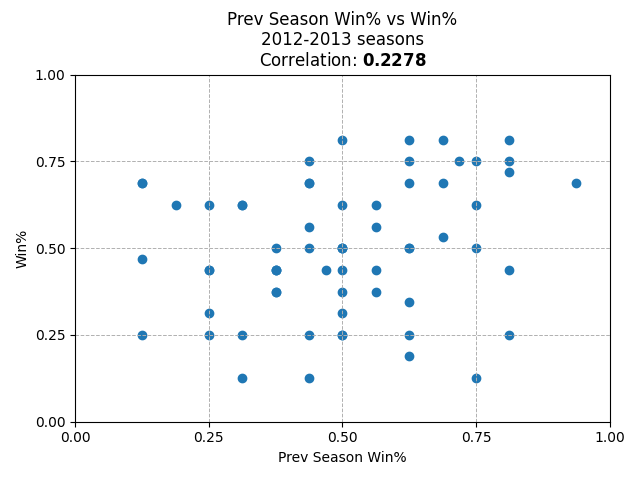 Prev Season Win% vs Win%
2012-2013 seasons
Correlation: 0.2278
1.00
0.75
0.50
0.25
0.00
Win%
0.00 0.25 0.50 0.75 1.00
Prev Season Win%